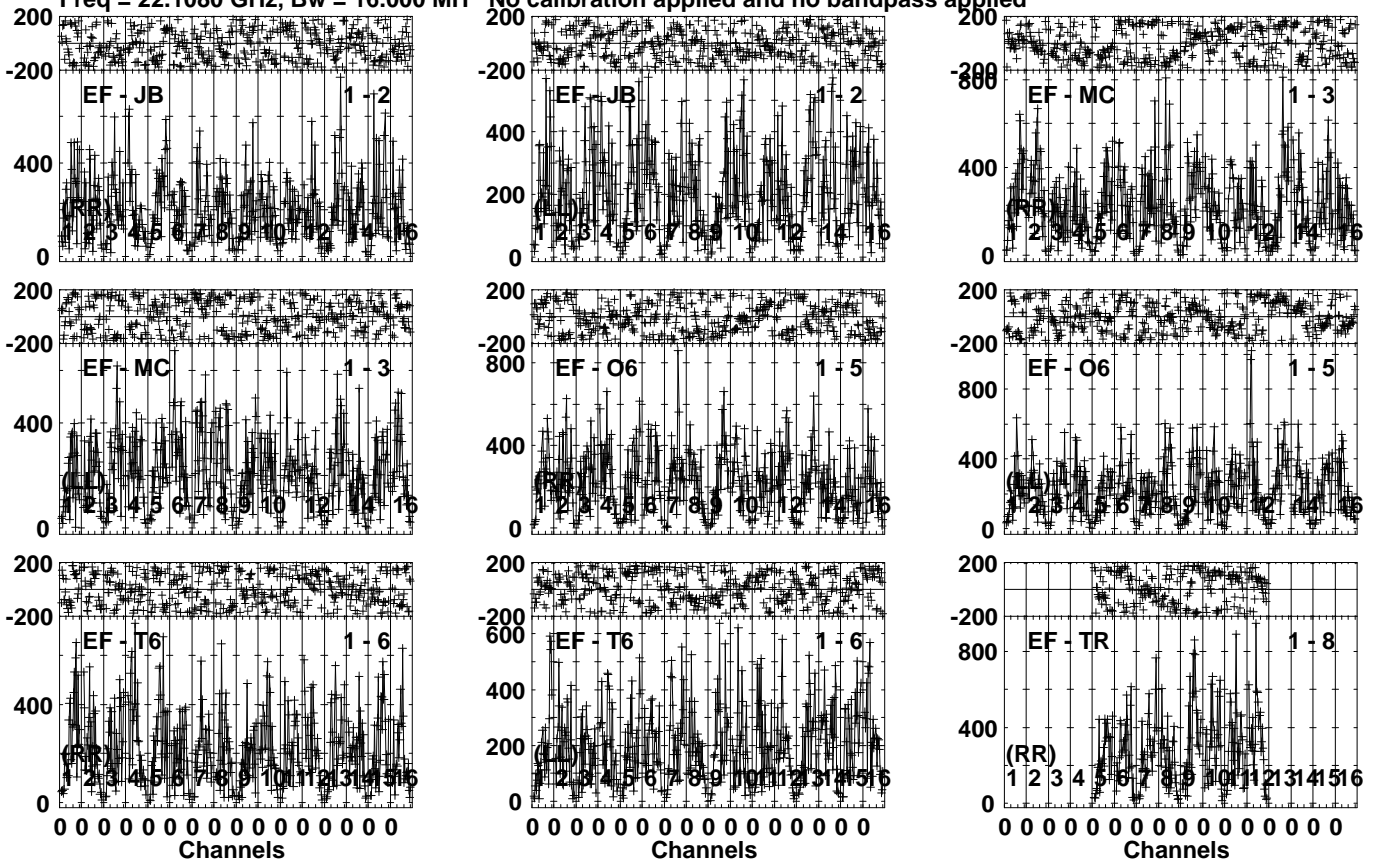 Freq = 22.1080 GHz, Bw = 16.000 MH No calibration applied and no bandpass applied
200 200 200
-200 -200 -200
EF - JB 1 - 2 EF - JB 1 - 2 800 EF - MC 1 - 3
400 400 400
200
(RR) (LL) (RR)
1 2 3 4 5 6 7 8 9 10 12 14 16 1 2 3 4 5 6 7 8 9 10 12 14 16 1 2 3 4 5 6 7 8 9 10 12 14 16
0 0 0
200 200 200
-200 -200 -200
EF - MC 1 - 3 800 EF - O6 1 - 5 EF - O6 1 - 5
800
400 400 400
(LL) (RR) (LL)
1 2 3 4 5 6 7 8 9 10 12 14 16 1 2 3 4 5 6 7 8 9 10 12 14 16 1 2 3 4 5 6 7 8 9 10 12 14 16
0 0 0
200 200 200
-200 -200 -200
EF - T6 1 - 6 600 EF - T6 1 - 6 800 EF - TR 1 - 8
400 400 400
200
(RR) (LL) (RR)
1 2 3 4 5 6 7 8 9 10 11 12 13 14 15 16 1 2 3 4 5 6 7 8 9 10 11 12 13 14 15 16 1 2 3 4 5 6 7 8 9 10 11 12 13 14 15 16
0 0 0
0 0 0 0 0 0 0 0 0 0 0 0 0 0 0 0 0 0 0 0 0 0 0 0 0 0 0 0 0 0 0 0 0 0 0 0 0 0 0 0 0 0 0 0 0 0 0 0
Channels Channels Channels